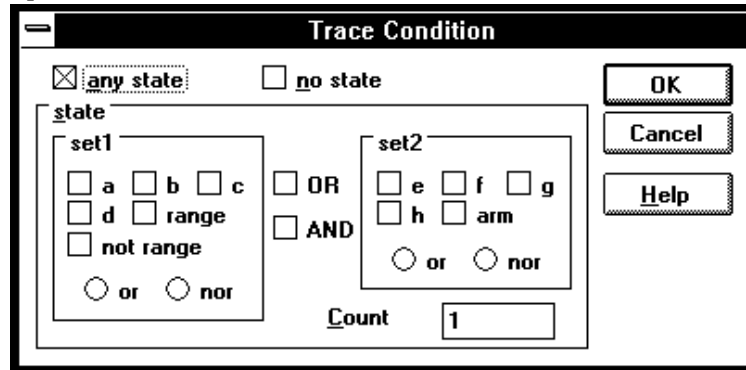 Trace Condition
any state no state OK
state
set1 set2 Cancel
a b c OR e f g Help
d range AND h arm
not range
or nor
or nor
Count 1